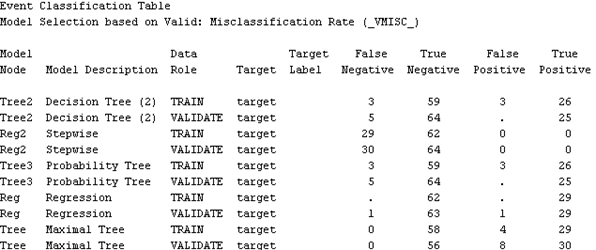 Event Classification Table
Model Selection based on Valid: Misclassification Rate (_VMISC_)
Model Data Target False True False True
Node Model Description Role Target Label Negative Negative Positive Positive
Tree2 Decision Tree (2) TRAIN target 3 59 3 26
Tree2 Decision Tree (2) VALIDATE target 5 64 . 25
Reg2 Stepwise TRAIN target 29 62 0 0
Reg2 Stepwise VALIDATE target 30 64 0 0
Tree3 Probability Tree TRAIN target 3 59 3 26
Tree3 Probability Tree VALIDATE target 5 64 . 25
Reg Regression TRAIN target . 62 . 29
Reg Regression VALIDATE target 1 63 1 29
Tree Maximal Tree TRAIN target 0 58 4 29
Tree Maximal Tree VALIDATE target 0 56 8 30